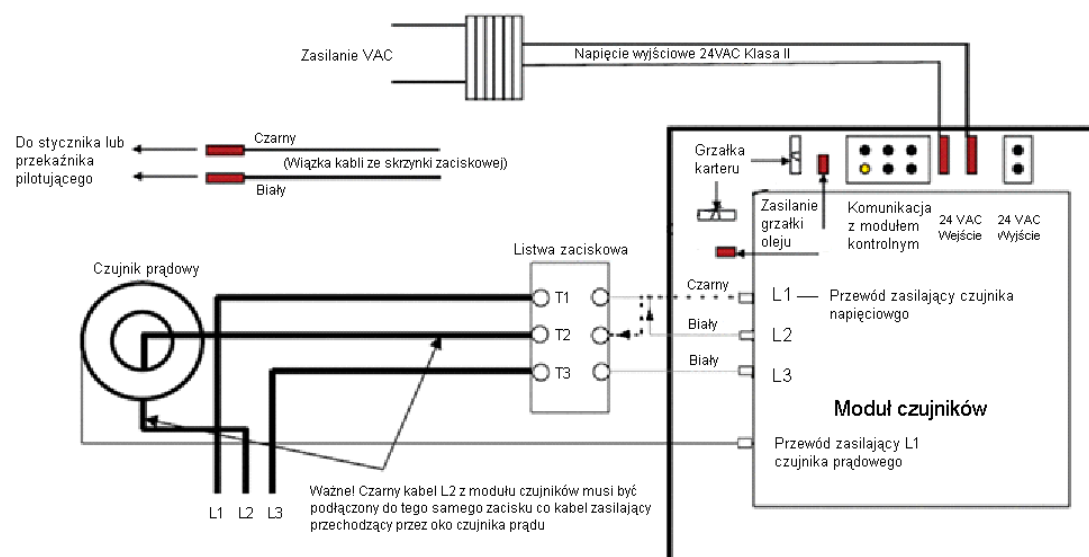 Zasilanie VAC
Napięcie wyjściowe 24VAC Klasa II
Do stycznika lub
przekaźnika
pilotującego
Czarny
(Wiązka kabli ze skrzynki zaciskowej)
Biały
Grzałka
karteru
Zasilanie
grzałki
oleju
Komunikacja
z modułem
kontrolnym
24 VAC
Wejście
24 VAC
Wyjście
Czujnik prądowy
Listwa zaciskowa
T1
T2
T3
Czarny
Biały
Biały
L1
Przewód zasilający czujnika
napięciowgo
L2
L3
Moduł czujników
Przewód zasilający L1
czujnika prądowego
L1
L2
L3
Ważne! Czarny kabel L2 z modułu czujników musi być
podłączony do tego samego zacisku co kabel zasilający
przechodzący przez oko czujnika prądu